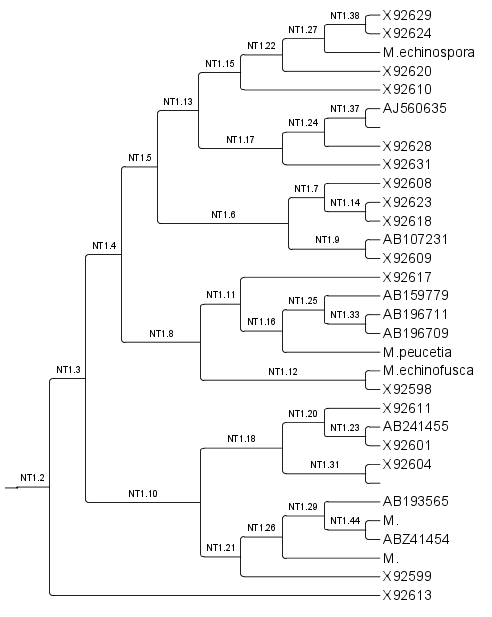 NT1.38 X92629
NT1.27 X92624
NT1.22 M.echinospora
NT1.15 X92620
X92610
NT1.13 NT1.37 AJ560635
NT1.24
NT1.17 X92628
NT1.5 X92631
NT1.7 X92608
NT1.14 X92623
NT1.6 X92618
NT1.9 AB107231
NT1.4 X92609
X92617
NT1.11 NT1.25 AB159779
NT1.33 AB196711
NT1.16 AB196709
NT1.8 M.peucetia
NT1.3 NT1.12 M.echinofusca
X92598
NT1.20 X92611
NT1.23 AB241455
NT1.18 X92601
NT1.31 X92604
NT1.2
NT1.10 NT1.29 AB193565
NT1.44 M.
NT1.26 ABZ41454
NT1.21 M.
X92599
X92613